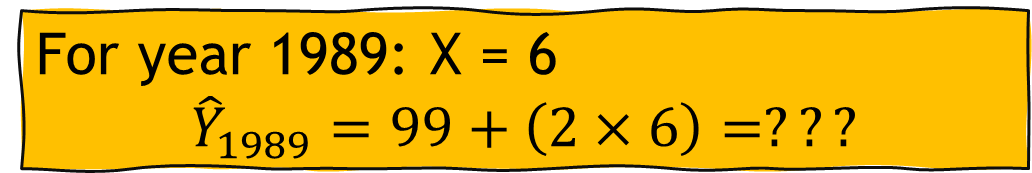 For year 1989: X = 6
Ŷ₁₉₈₉ = 99 + (2 × 6) =???